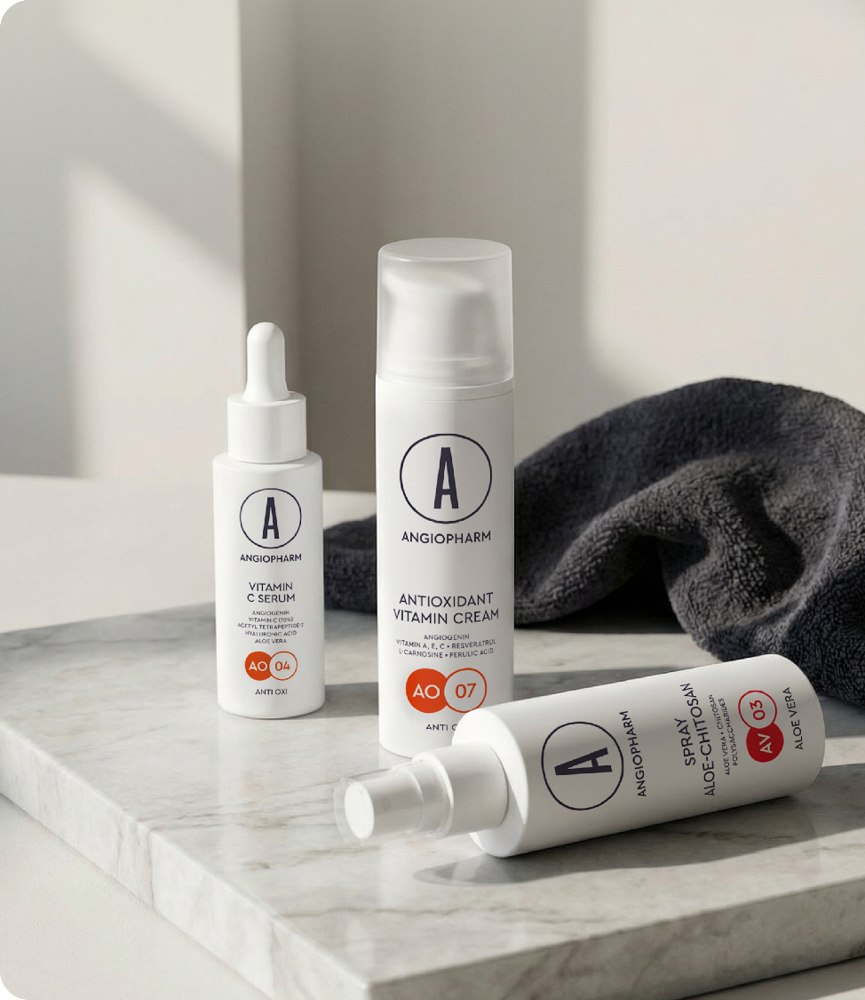 A
ANGIOPHARM
VITAMIN
C SERUM
ANGIOGENIN
VITAMIN C (10%)
ACETYL TETRAPEPTIDE-2
HYALURONIC ACID
ALOE VERA
AO 04
ANTI OXI
A
ANGIOPHARM
ANTIOXIDANT
VITAMIN CREAM
ANGIOGENIN
VITAMIN A, E, C • RESVERATROL
L-CARNOSINE • FERULIC ACID
AO 07
ANTI
A
ANGIOPHARM
SPRAY
ALOE-CHITOSAN
ALOE VERA • CHITOSAN
POLYSACCHARIDES
AV 03
ALOE VERA